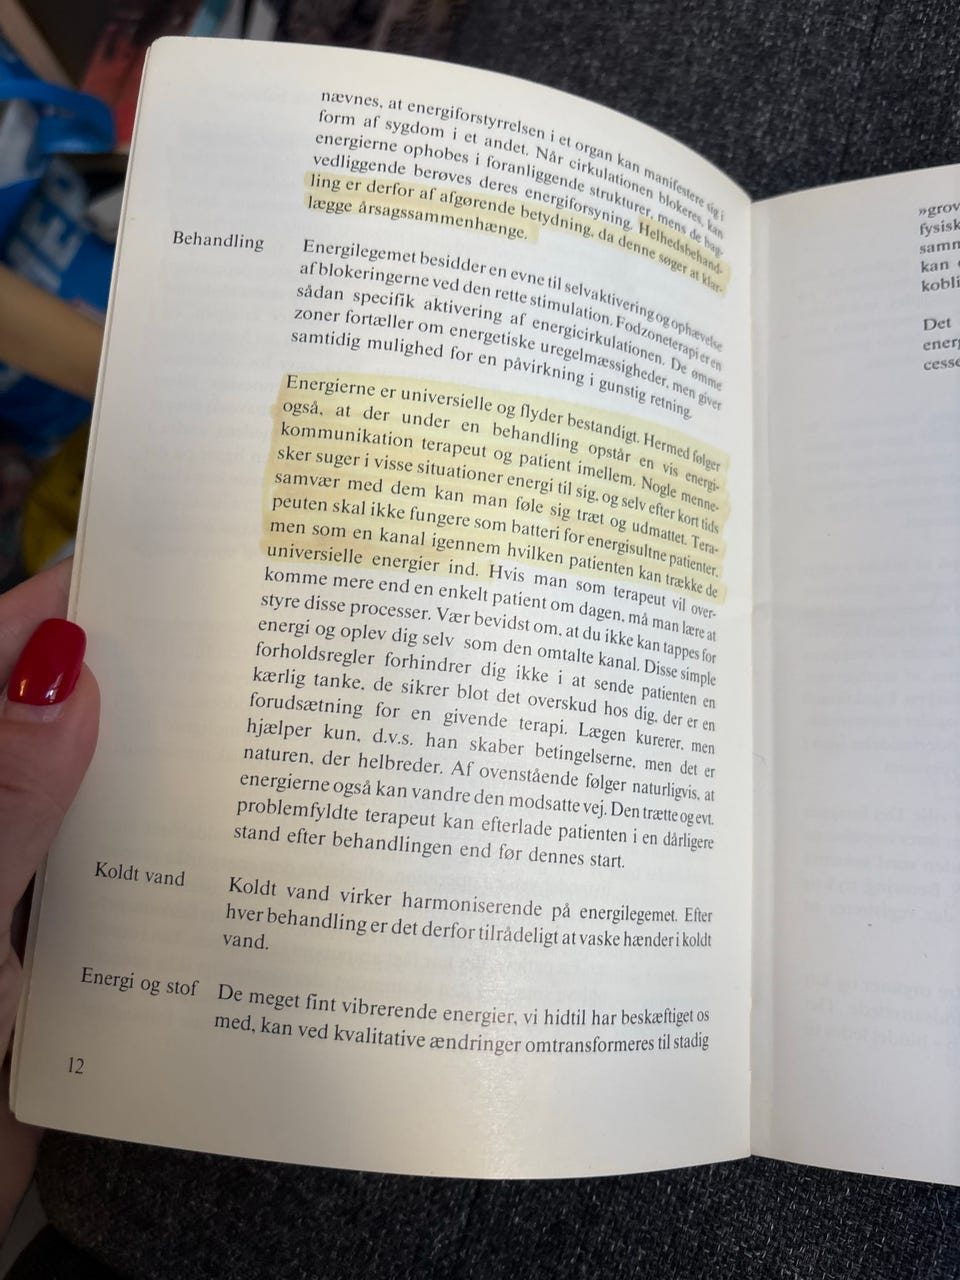 nævnes, at energiforstyrrelsen i et organ kan manifestere sig i
form af sygdom i et andet. Når cirkulationen blokeres, kan
energierne ophobes i foranliggende strukturer, mens de bag-
vedliggende berøves deres energiforsyning. Helhedsbehand-
ling er derfor af afgørende betydning, da denne søger at klar-
lægge årsagssammenhænge.
Behandling
Energilegemet besidder en evne til selvaktivering og ophævelse
af blokeringerne ved den rette stimulation. Fodzoneterapi er en
sådan specifik aktivering af energicirkulationen. De ømme
zoner fortæller om energetiske uregelmæssigheder, men giver
samtidig mulighed for en påvirkning i gunstig retning.
Energierne er universielle og flyder bestandigt. Hermed følger
også, at der under en behandling opstår en vis energi-
kommunikation terapeut og patient imellem. Nogle menne-
sker suger i visse situationer energi til sig, og selv efter kort tids
samvær med dem kan man føle sig træt og udmattet. Tera-
peuten skal ikke fungere som batteri for energisultne patienter,
men som en kanal igennem hvilken patienten kan trække de
universielle energier ind. Hvis man som terapeut vil over-
komme mere end en enkelt patient om dagen, må man lære at
styre disse processer. Vær bevidst om, at du ikke kan tappes for
energi og oplev dig selv som den omtalte kanal. Disse simple
forholdsregler forhindrer dig ikke i at sende patienten en
kærlig tanke, de sikrer blot det overskud hos dig, der er en
forudsætning for en givende terapi. Lægen kurerer, men
hjælper kun, d.v.s. han skaber betingelserne, men det er
naturen, der helbreder. Af ovenstående følger naturligvis, at
energierne også kan vandre den modsatte vej. Den trætte og evt.
problemfyldte terapeut kan efterlade patienten i en dårligere
stand efter behandlingen end før dennes start.
Koldt vand
Koldt vand virker harmoniserende på energilegemet. Efter
hver behandling er det derfor tilrådeligt at vaske hænder i koldt
vand.
Energi og stof
De meget fint vibrerende energier, vi hidtil har beskæftiget os
med, kan ved kvalitative ændringer omtransformeres til stadig
12
»grov
fysisk
samm
kan
kobli
Det
energ
cesse